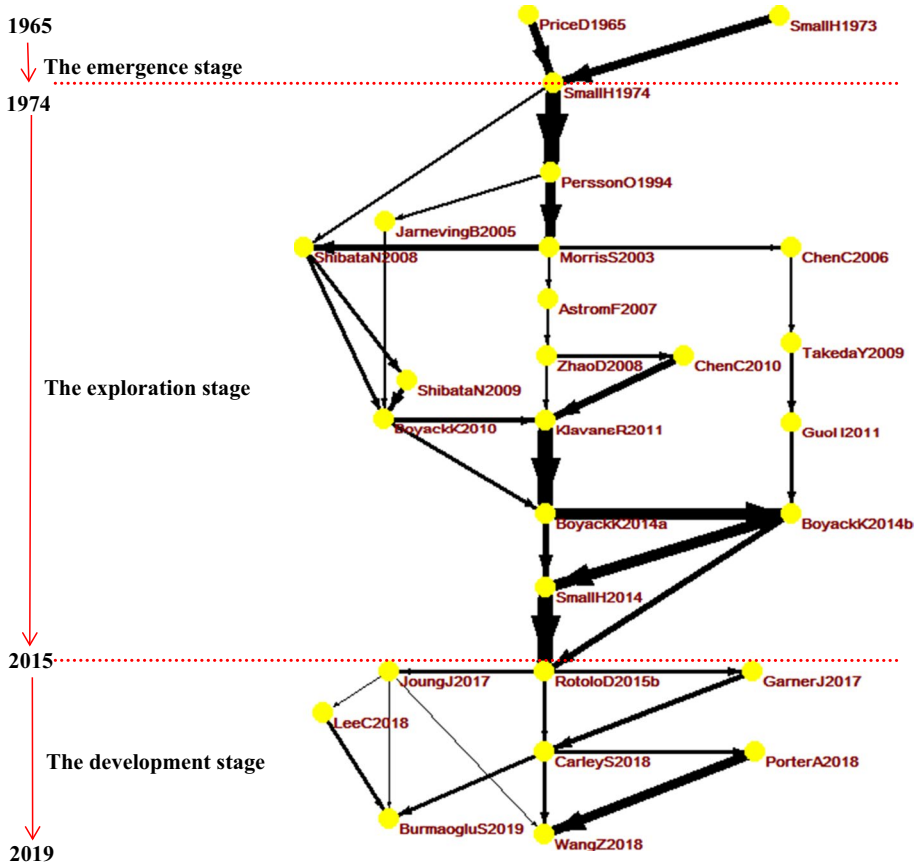 PriceD1965
SmallH1973
1965
The emergence stage
SmallH1974
1974
PerssonO1994
JarnevingB2005
ShibataN2008
MorrisS2003
ChenC2006
AstromF2007
TakedaY2009
ZhaoD2008
ChenC2010
The exploration stage
ShibataN2009
BoyackK2010
KlavansR2011
GuoH2011
BoyackK2014a
BoyackK2014b
SmallH2014
2015
JoungJ2017
RotoloD2015b
GarnerJ2017
LeeC2018
The development stage
CarleyS2018
PorterA2018
BurmaogluS2019
WangZ2018
2019